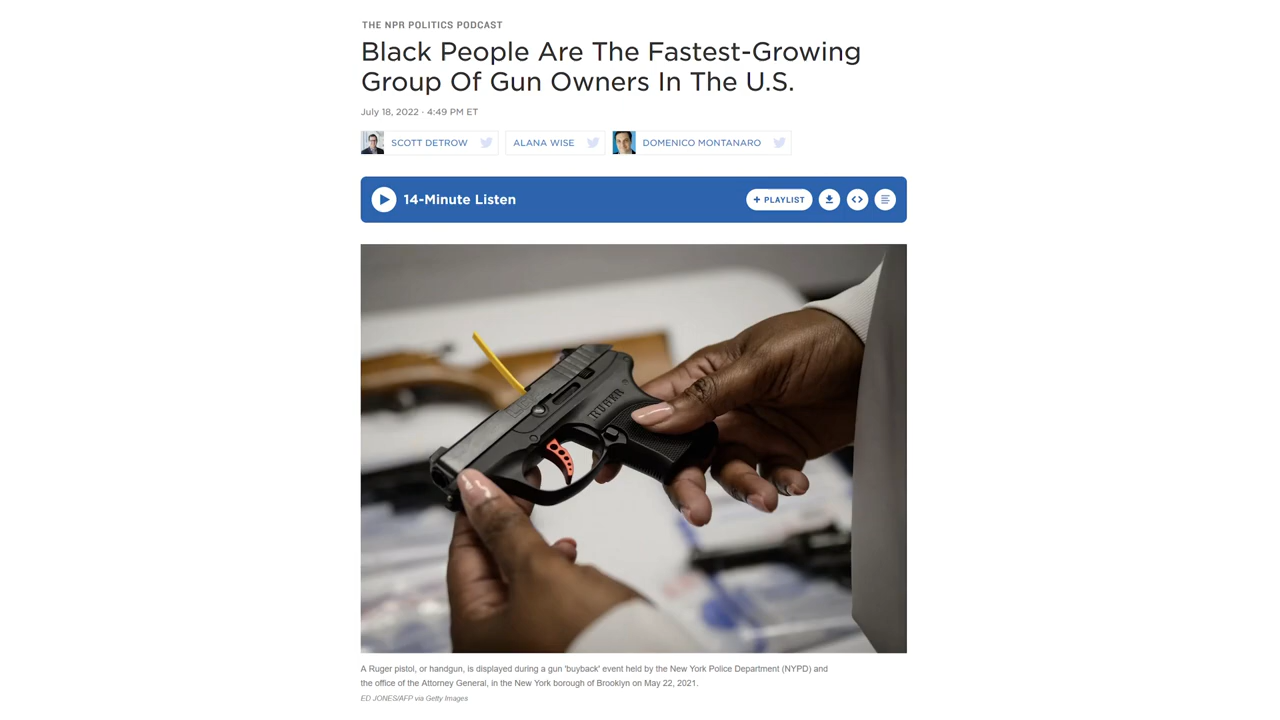 THE NPR POLITICS PODCAST
Black People Are The Fastest-Growing
Group Of Gun Owners In The U.S.
July 18, 2022 · 4:49 PM ET
SCOTT DETROW
ALANA WISE
DOMENICO MONTANARO
14-Minute Listen
+ PLAYLIST
RUGER
A Ruger pistol, or handgun, is displayed during a gun 'buyback' event held by the New York Police Department (NYPD) and
the office of the Attorney General, in the New York borough of Brooklyn on May 22, 2021.
ED JONES/AFP via Getty Images